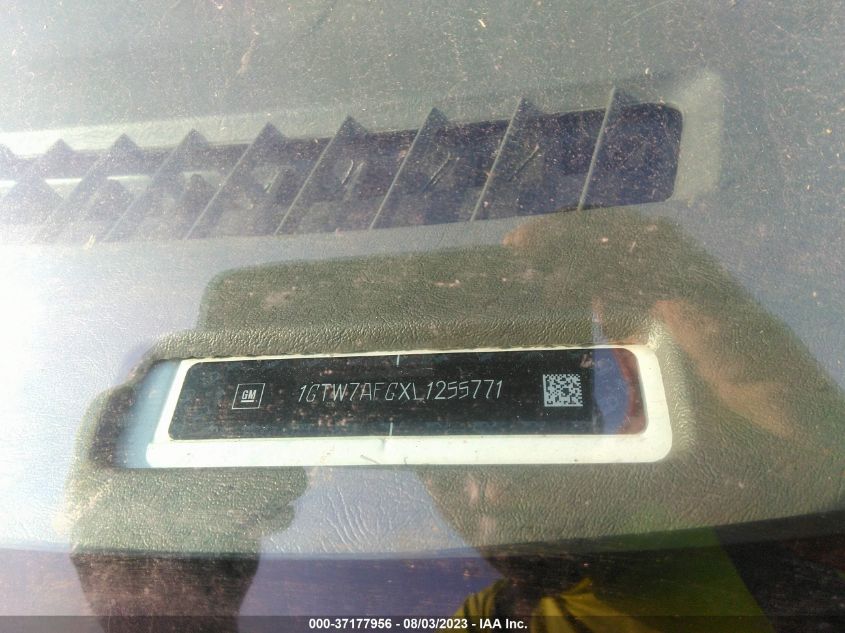 GM 1GTW7AFGXL1255771
000-37177956 - 08/03/2023 - IAA Inc.